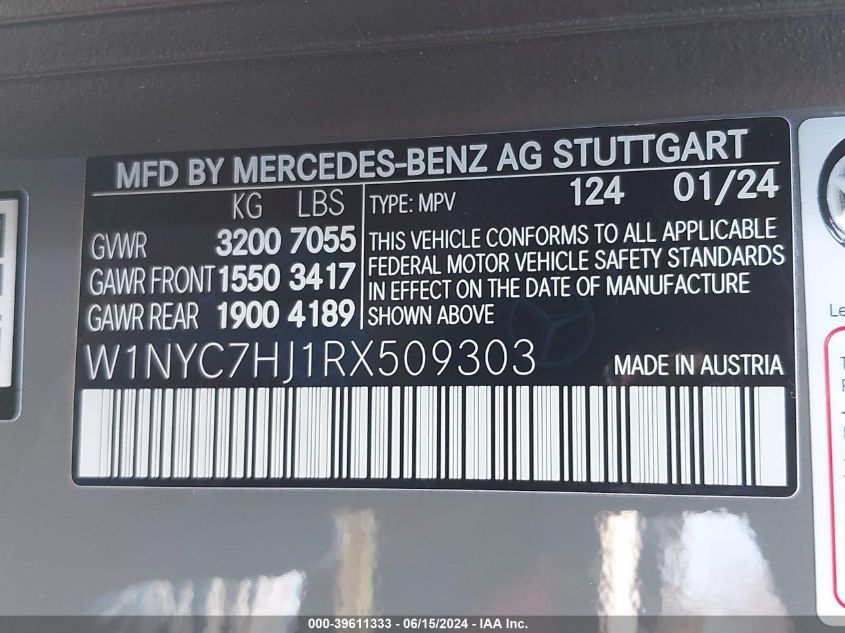 MFD BY MERCEDES-BENZ AG STUTTGART
KG LBS
GVWR 3200 7055
GAWR FRONT 1550 3417
GAWR REAR 1900 4189
TYPE: MPV 124 01/24
THIS VEHICLE CONFORMS TO ALL APPLICABLE
FEDERAL MOTOR VEHICLE SAFETY STANDARDS
IN EFFECT ON THE DATE OF MANUFACTURE
SHOWN ABOVE
W1NYC7HJ1RX509303 MADE IN AUSTRIA
Le
000-39611333 - 06/15/2024 - IAA Inc.